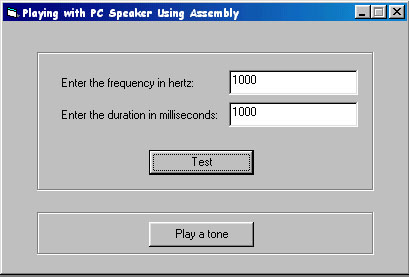 Playing with PC Speaker Using Assembly
Enter the frequency in hertz: 1000
Enter the duration in milliseconds: 1000
Test
Play a tone